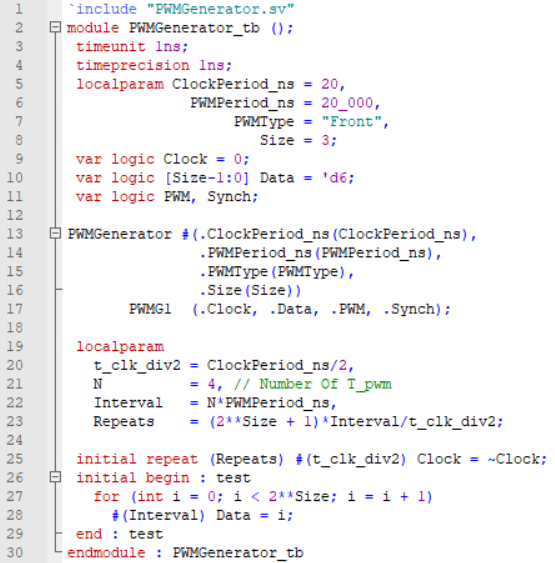 1 `include "PWMGenerator.sv"
2 module PWMGenerator_tb ();
3 timeunit 1ns;
4 timeprecision 1ns;
5 localparam ClockPeriod_ns = 20,
6 PWMPeriod_ns = 20_000,
7 PWMType = "Front",
8 Size = 3;
9 var logic Clock = 0;
10 var logic [Size-1:0] Data = 'd6;
11 var logic PWM, Synch;
12
13 PWMGenerator #(.ClockPeriod_ns(ClockPeriod_ns),
14 .PWMPeriod_ns(PWMPeriod_ns),
15 .PWMType(PWMType),
16 .Size(Size))
17 PWMG1 (.Clock, .Data, .PWM, .Synch);
18
19 localparam
20 t_clk_div2 = ClockPeriod_ns/2,
21 N = 4, // Number Of T_pwm
22 Interval = N*PWMPeriod_ns,
23 Repeats = (2**Size + 1)*Interval/t_clk_div2;
24
25 initial repeat (Repeats) #(t_clk_div2) Clock = ~Clock;
26 initial begin : test
27 for (int i = 0; i < 2**Size; i = i + 1)
28 #(Interval) Data = i;
29 end : test
30 endmodule : PWMGenerator_tb